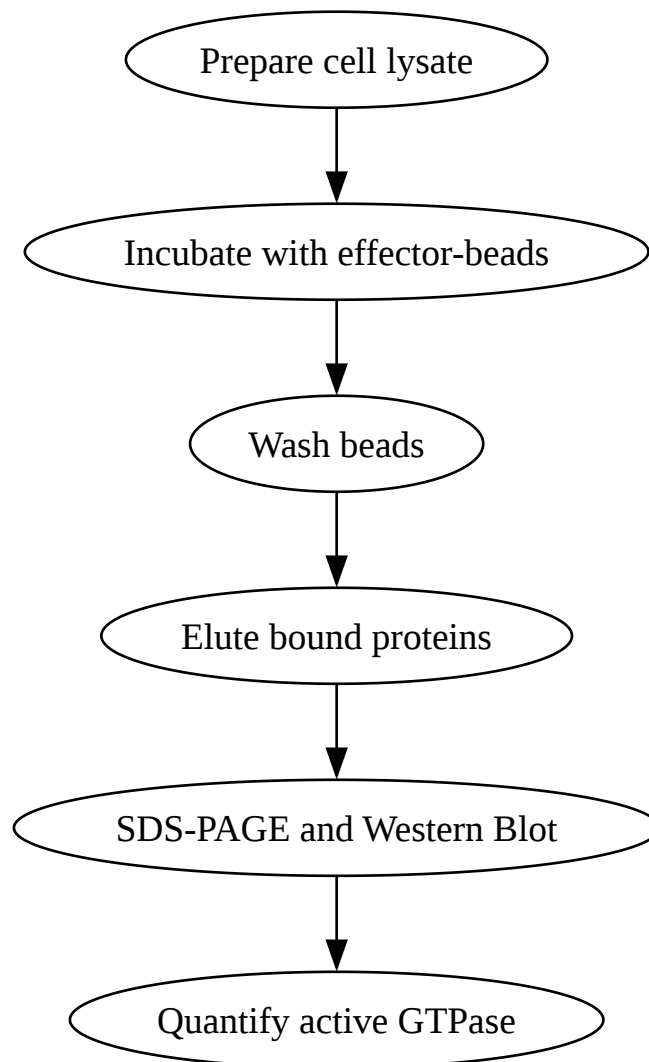 Prepare cell lysate
Incubate with effector-beads
Wash beads
Elute bound proteins
SDS-PAGE and Western Blot
Quantify active GTPase